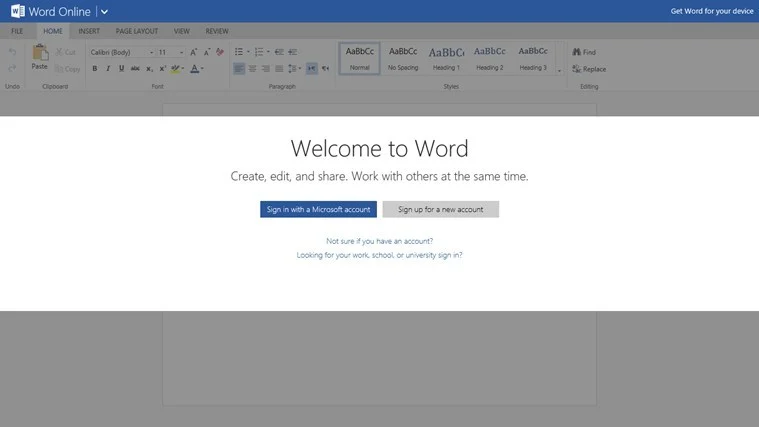 Word Online
Get Word for your device
FILE HOME INSERT PAGE LAYOUT VIEW REVIEW
Cut
Calibri (Body) 11
AaBbCc AaBbCc AaBbCc AaBbCc AaBbCc
Find
Paste
Copy
B I U abc x₂ x² A
Normal No Spacing Heading 1 Heading 2 Heading 3
Replace
Undo Clipboard Font Paragraph Styles Editing
Welcome to Word
Create, edit, and share. Work with others at the same time.
Sign in with a Microsoft account Sign up for a new account
Not sure if you have an account?
Looking for your work, school, or university sign in?